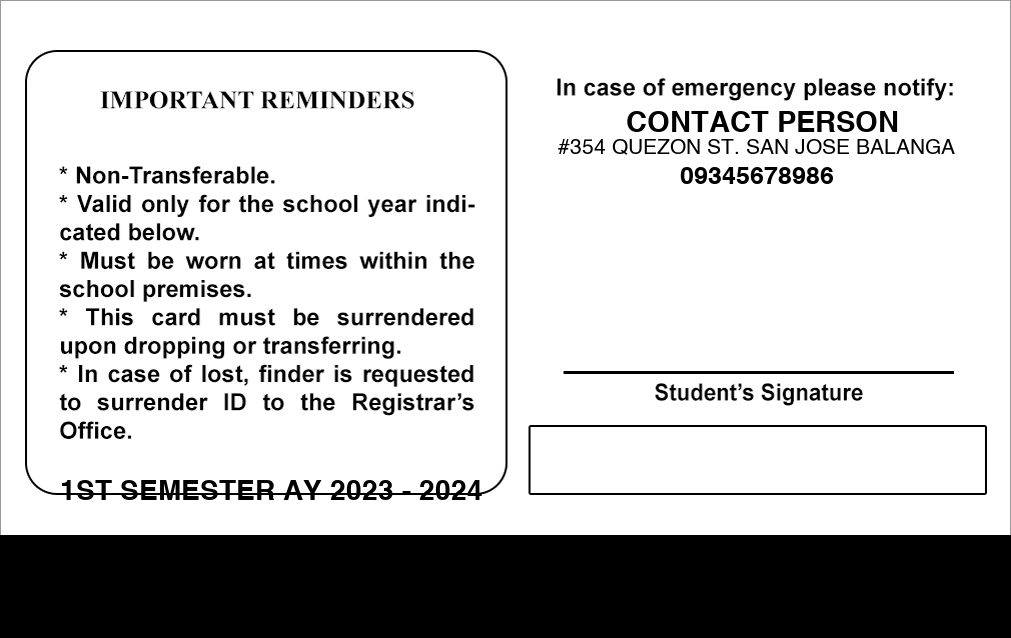 IMPORTANT REMINDERS
* Non-Transferable.
* Valid only for the school year indi-
cated below.
* Must be worn at times within the
school premises.
* This card must be surrendered
upon dropping or transferring.
* In case of lost, finder is requested
to surrender ID to the Registrar’s
Office.
1ST SEMESTER AY 2023 - 2024
In case of emergency please notify:
CONTACT PERSON
#354 QUEZON ST. SAN JOSE BALANGA
09345678986
Student’s Signature